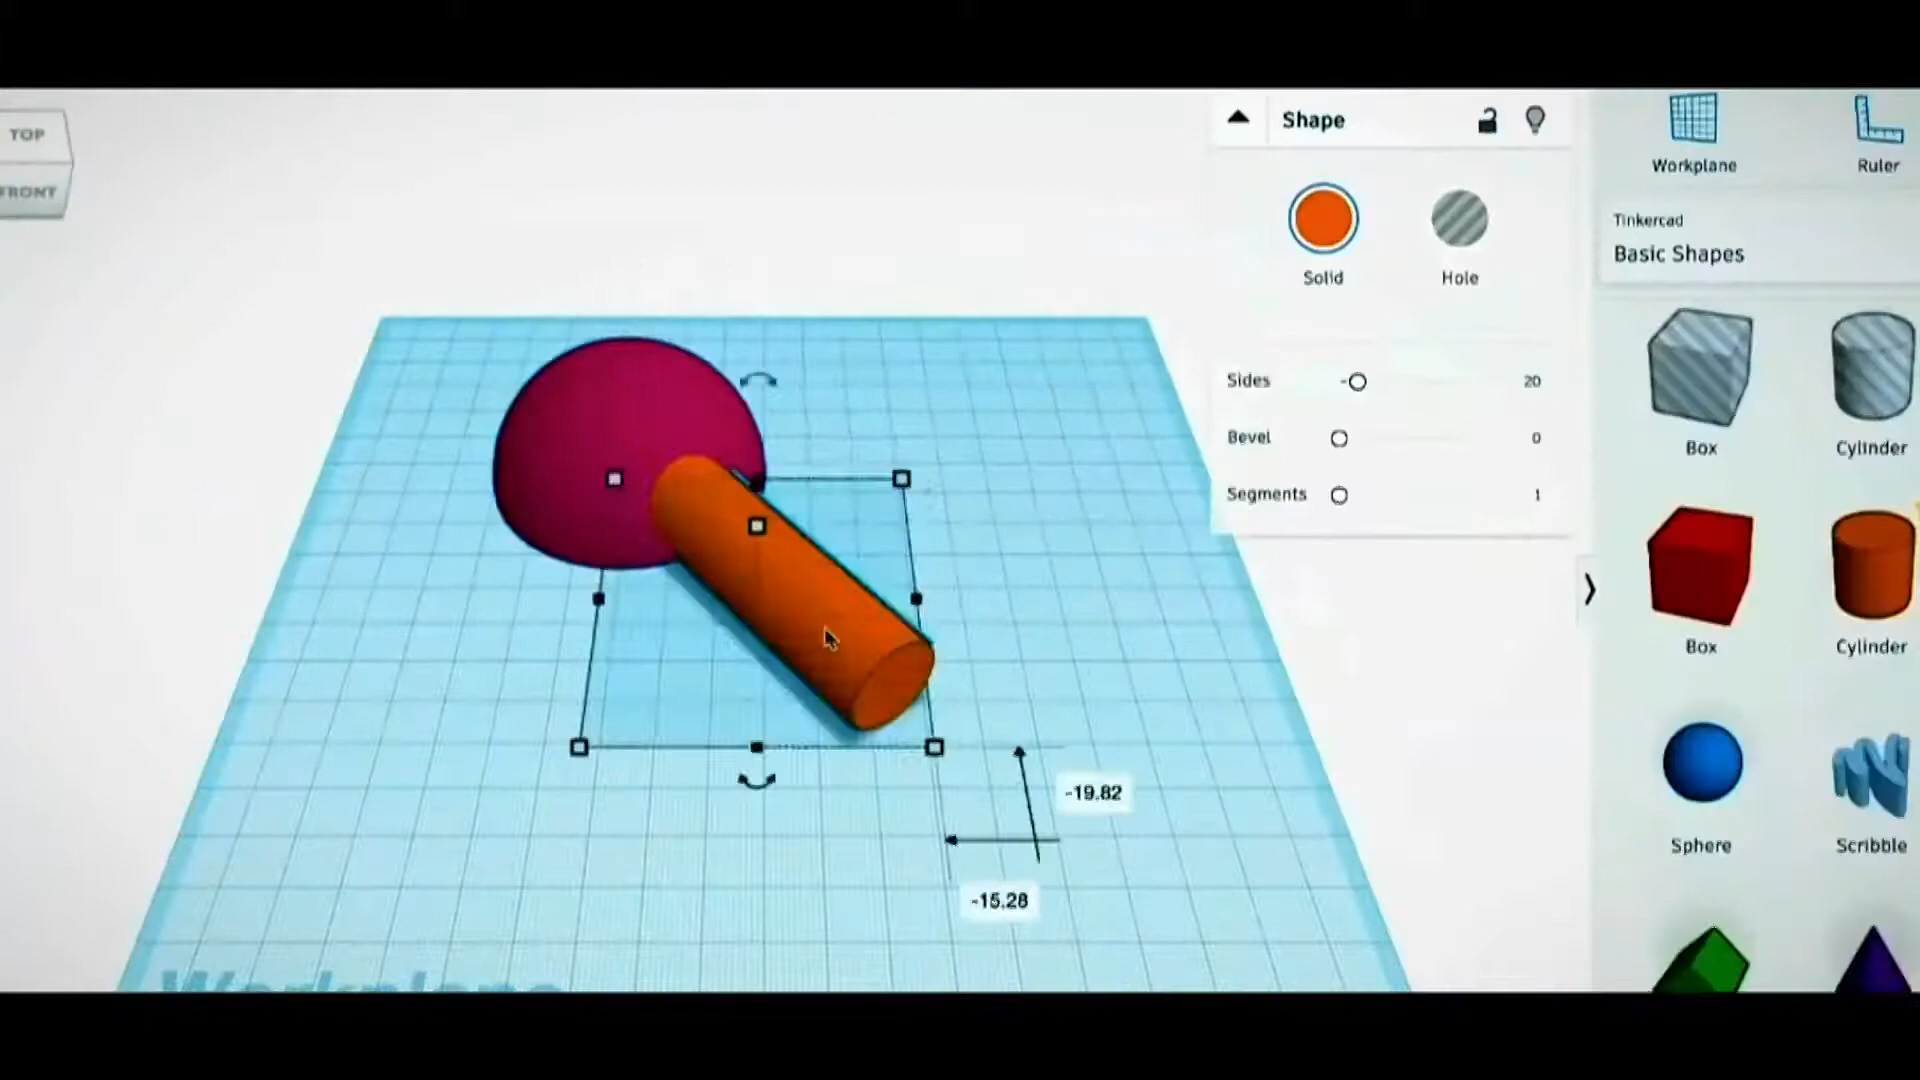 TOP
FRONT
Shape
Solid
Hole
Sides
20
Bevel
0
Segments
1
Workplane
Ruler
Tinkercad
Basic Shapes
Box
Cylinder
Box
Cylinder
Sphere
Scribble
-19.82
-15.28
Workplane